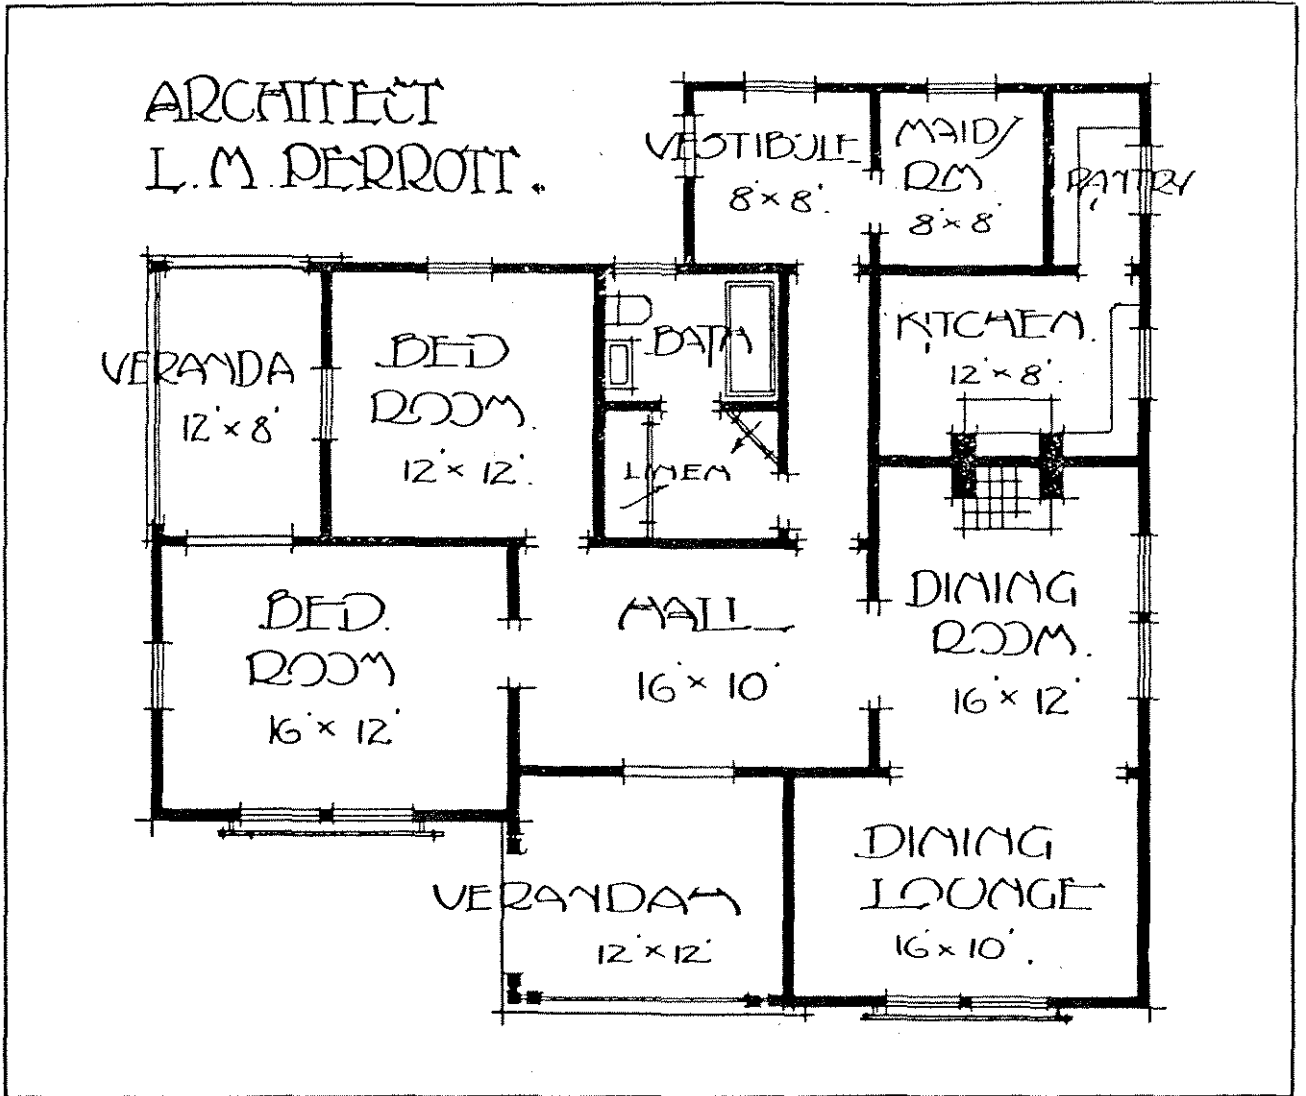 ARCHITECT
L. M. PERROTT.
VESTIBULE
8' × 8'.
MAIDS
RM
8' × 8'
PANTRY
VERANDA
12' × 8'
BED
ROOM.
12' × 12'.
BATH
LINEN
KITCHEN.
12' × 8'.
BED.
ROOM
16' × 12'
HALL
16' × 10'
DINING
ROOM.
16' × 12'
VERANDAH
12' × 12'
DINING
LOUNGE
16' × 10'.